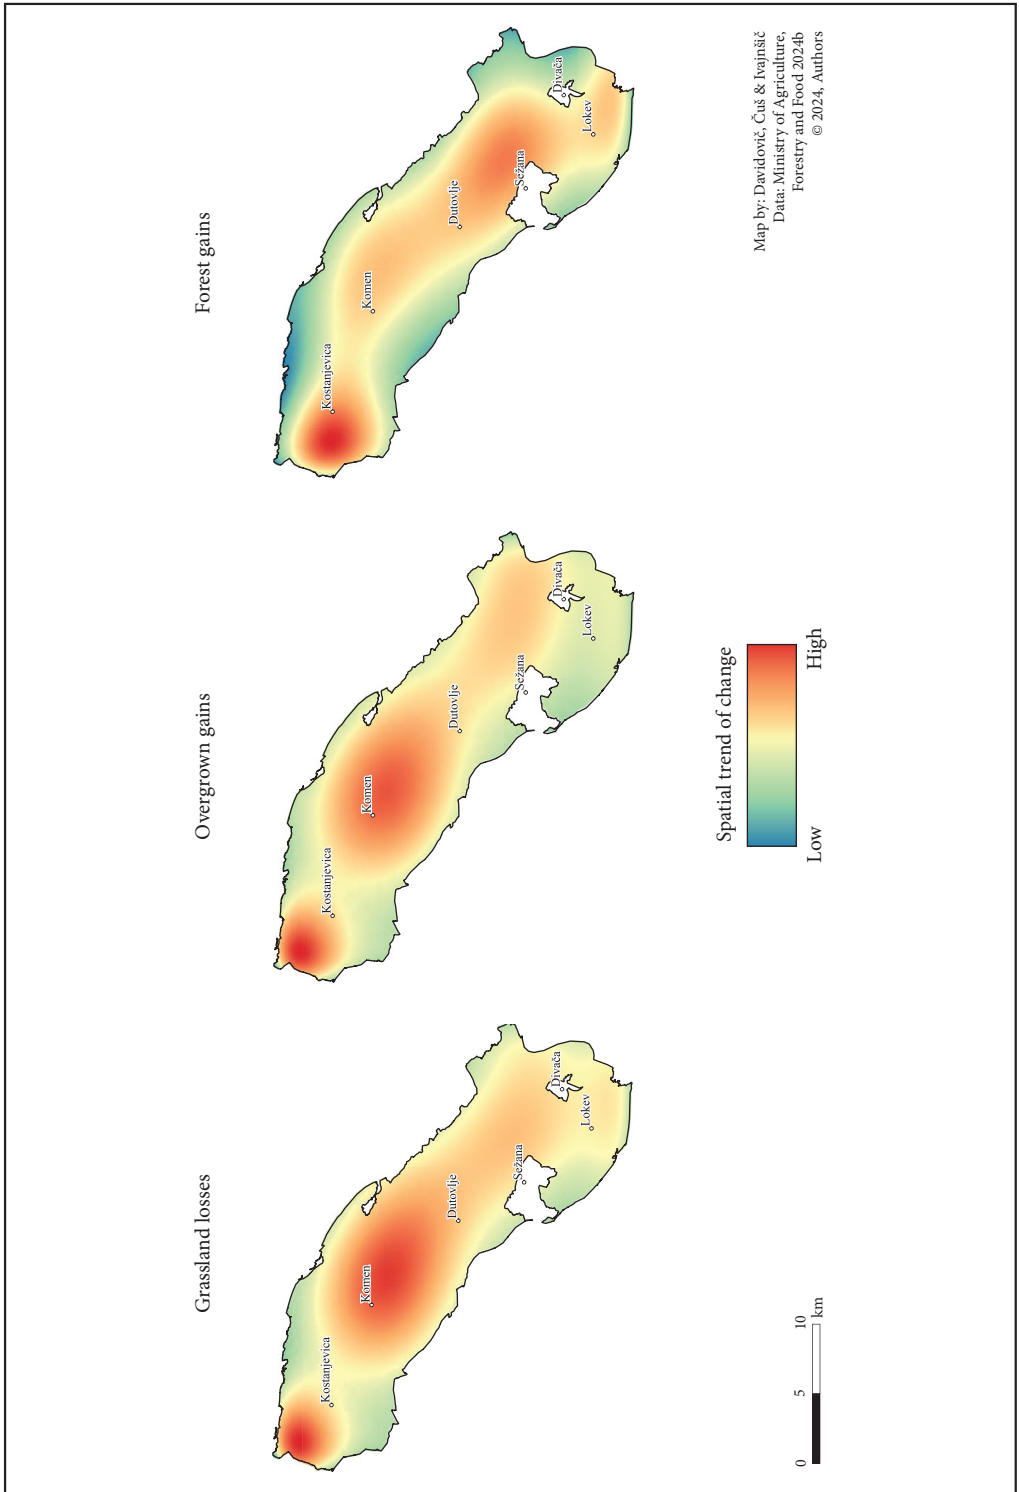 Grassland losses
Kostanjevica
Komen
Dutovlje
Sežana
Divača
Lokev
Overgrown gains
Kostanjevica
Komen
Dutovlje
Sežana
Divača
Lokev
Forest gains
Kostanjevica
Komen
Dutovlje
Sežana
Divača
Lokev
0 5 10
km
Spatial trend of change
Low High
Map by: Davidovič, Čuš & Ivajnšič
Data: Ministry of Agriculture,
Forestry and Food 2024b
© 2024, Authors